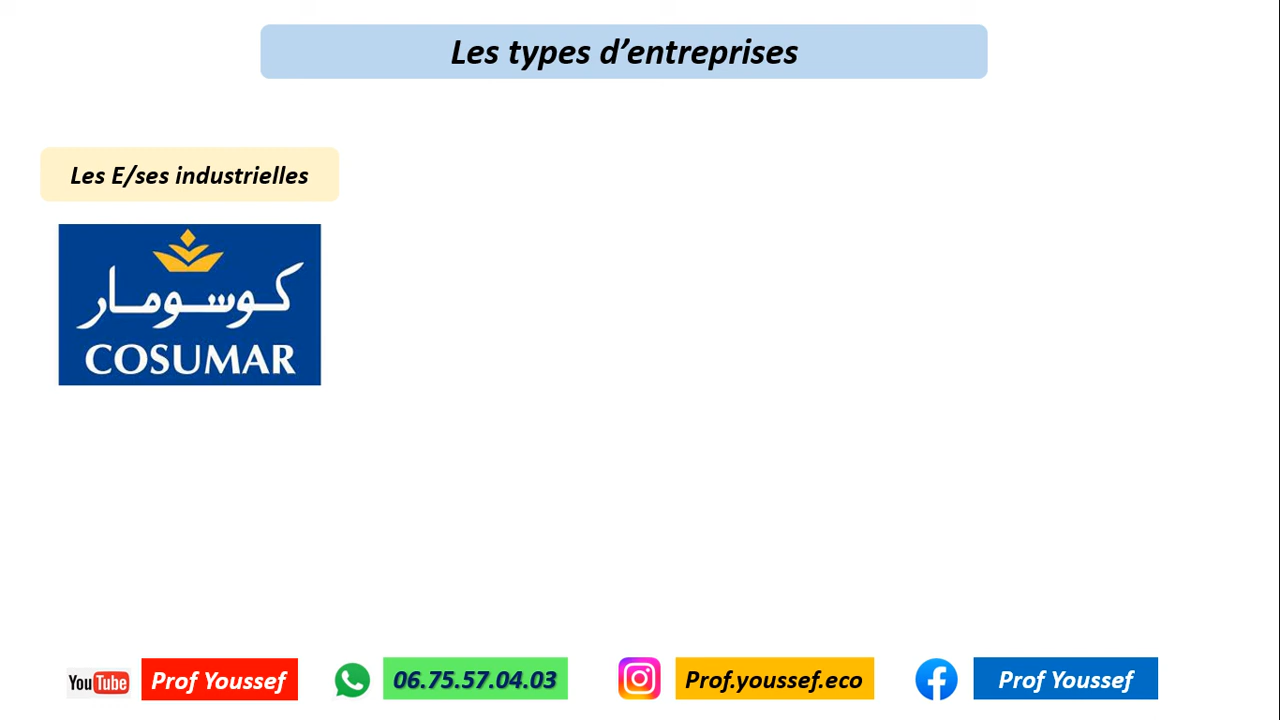 Les types d’entreprises
Les E/ses industrielles
كوسومار
COSUMAR
YouTube
Prof Youssef
06.75.57.04.03
Prof.youssef.eco
Prof Youssef